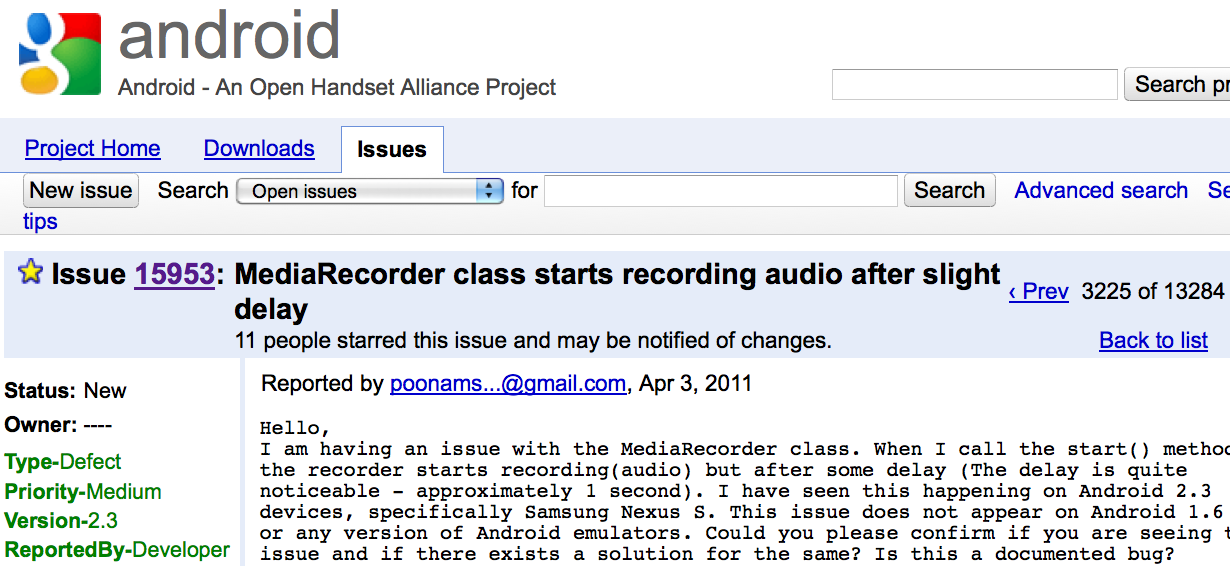 android
Android - An Open Handset Alliance Project
Search pr
Project Home Downloads Issues
New issue Search Open issues for Search Advanced search Se
tips
Issue 15953: MediaRecorder class starts recording audio after slight
delay
‹ Prev 3225 of 13284
11 people starred this issue and may be notified of changes. Back to list
Status: New
Owner: ----
Type-Defect
Priority-Medium
Version-2.3
ReportedBy-Developer
Reported by poonams...@gmail.com, Apr 3, 2011
Hello,
I am having an issue with the MediaRecorder class. When I call the start() method
the recorder starts recording(audio) but after some delay (The delay is quite
noticeable - approximately 1 second). I have seen this happening on Android 2.3
devices, specifically Samsung Nexus S. This issue does not appear on Android 1.6
or any version of Android emulators. Could you please confirm if you are seeing t
issue and if there exists a solution for the same? Is this a documented bug?